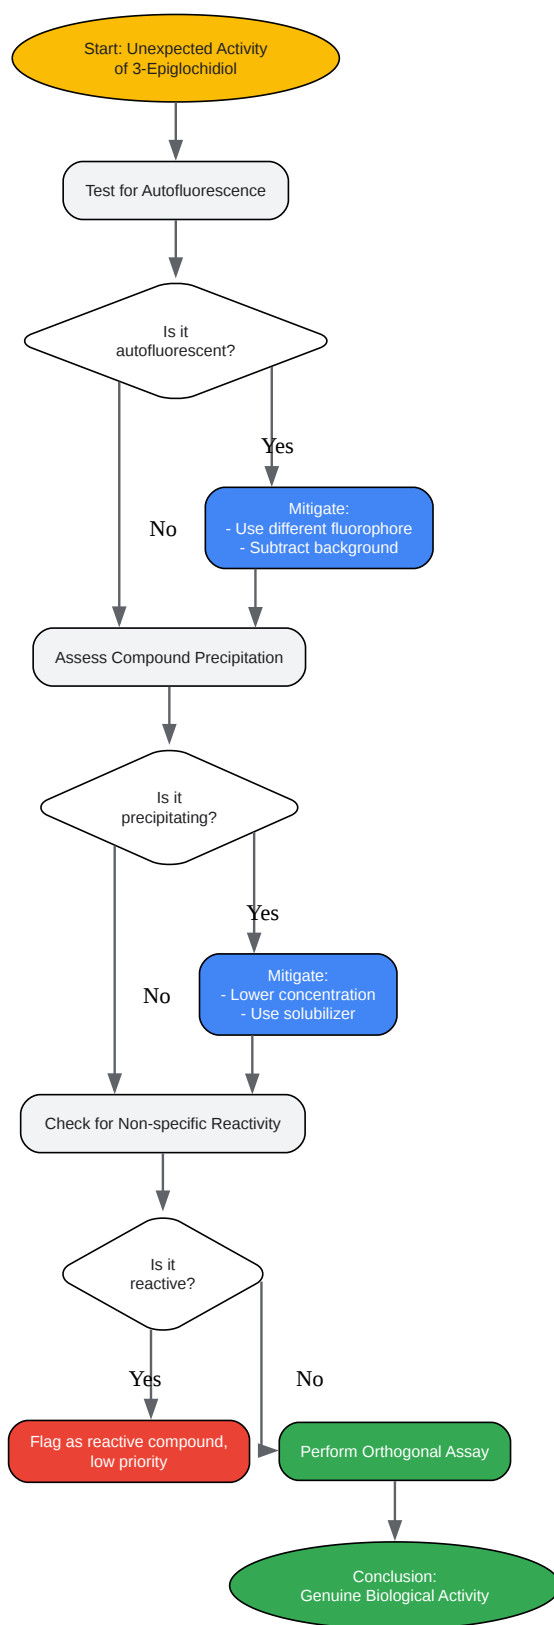 Start: Unexpected Activity
of 3-Epiglochidiol
Test for Autofluorescence
Is it
autofluorescent?
Yes
No
Mitigate:
- Use different fluorophore
- Subtract background
Assess Compound Precipitation
Is it
precipitating?
Yes
No
Mitigate:
- Lower concentration
- Use solubilizer
Check for Non-specific Reactivity
Is it
reactive?
Yes
No
Flag as reactive compound,
low priority
Perform Orthogonal Assay
Conclusion:
Genuine Biological Activity